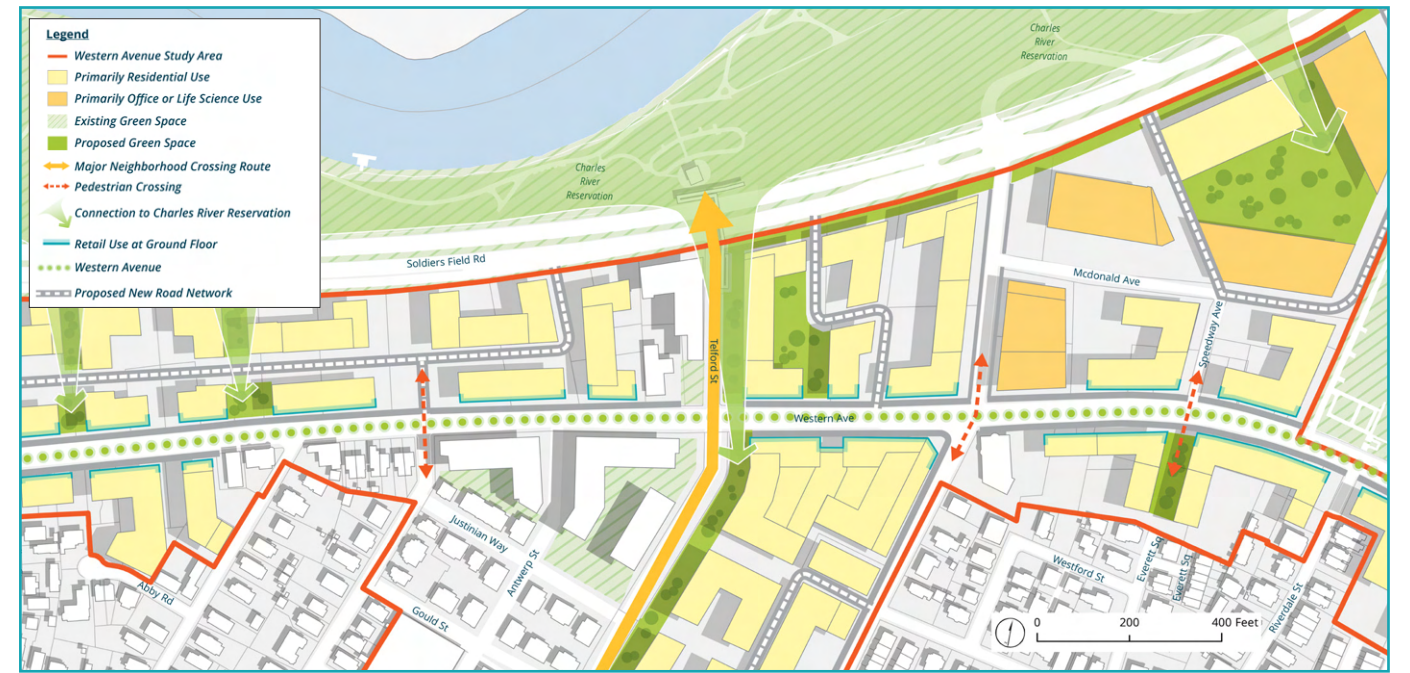 Legend
Western Avenue Study Area
Primarily Residential Use
Primarily Office or Life Science Use
Existing Green Space
Proposed Green Space
Major Neighborhood Crossing Route
Pedestrian Crossing
Connection to Charles River Reservation
Retail Use at Ground Floor
Western Avenue
Proposed New Road Network
Charles
River
Reservation
Charles
River
Reservation
Soldiers Field Rd
Mcdonald Ave
Speedway Ave
Telford St
Western Ave
Justinian Way
Antwerp St
Gould St
Abby Rd
Westford St
Everett Sq
Everett Sq
Riverdale St
0 200 400 Feet